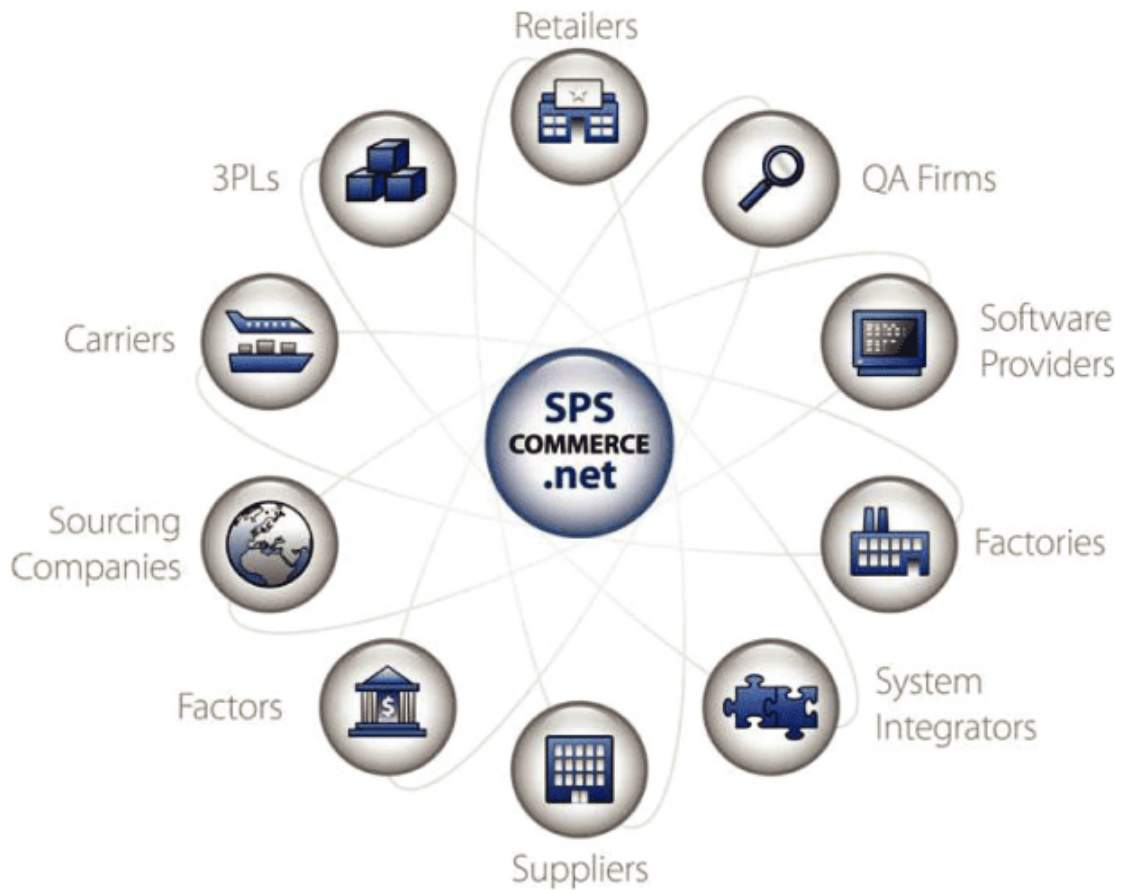 Retailers
3PLs
QA Firms
Carriers
Software
Providers
SPS
COMMERCE
.net
Sourcing
Companies
Factories
Factors
$
System
Integrators
Suppliers